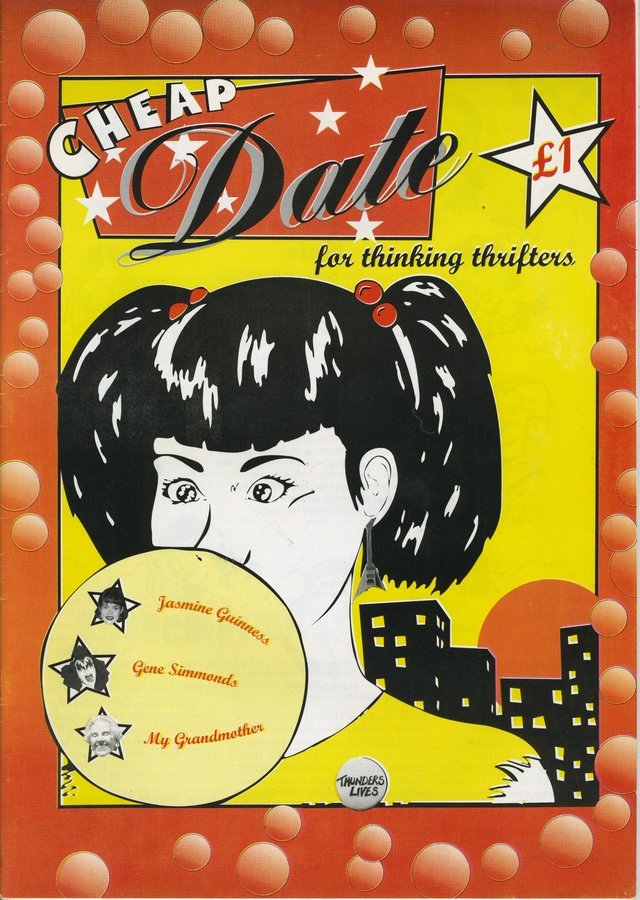 CHEAP
Date
£1
for thinking thrifters
Jasmine Guinness
Gene Simmonds
My Grandmother
THUNDERS
LIVES